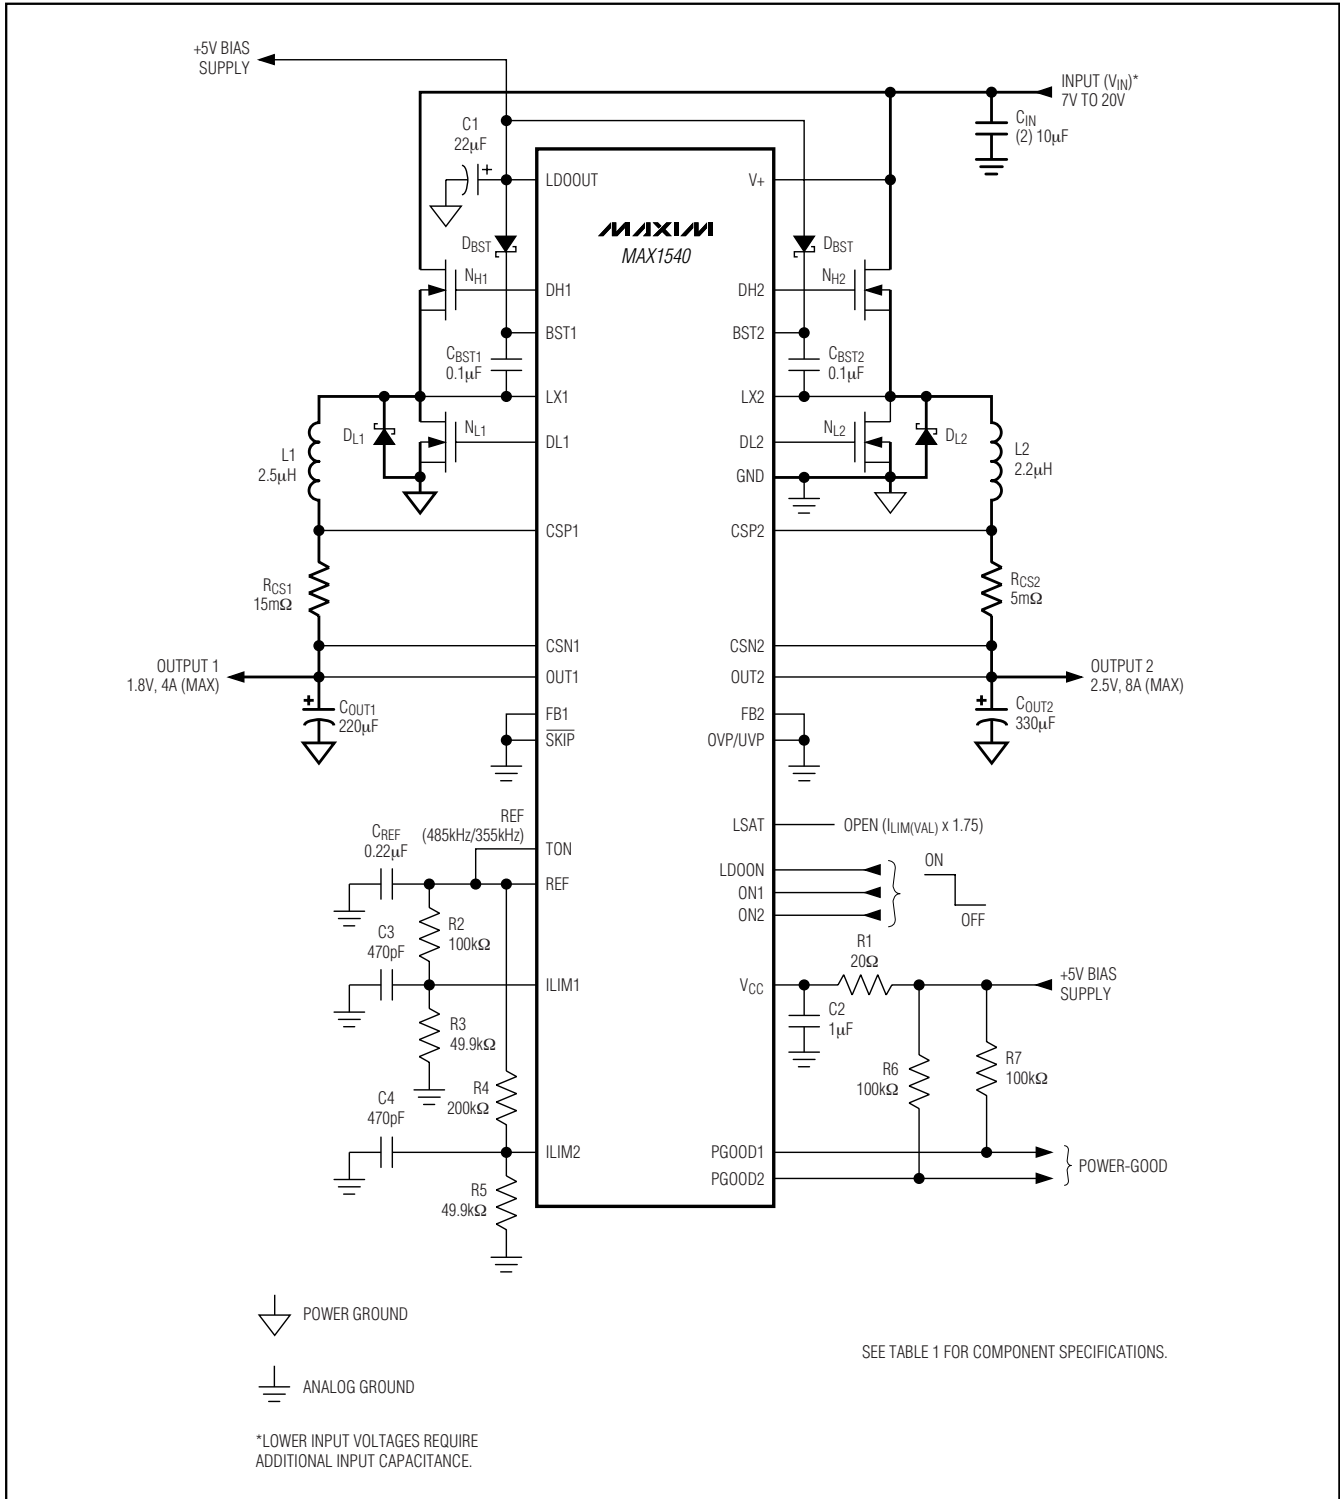 +5V BIAS
SUPPLY
INPUT (VIN)*
7V TO 20V
CIN
(2) 10µF
C1
22µF
+
LDOOUT
V+
MAXIM
MAX1540
DBST
DBST
NH1
NH2
DH1
DH2
BST1
BST2
CBST1
0.1µF
CBST2
0.1µF
LX1
LX2
DL1
NL1
DL1
DL2
NL2
DL2
L1
2.5µH
L2
2.2µH
GND
CSP1
CSP2
RCS1
15mΩ
RCS2
5mΩ
CSN1
CSN2
OUTPUT 1
1.8V, 4A (MAX)
OUT1
OUT2
OUTPUT 2
2.5V, 8A (MAX)
+
COUT1
220µF
+
COUT2
330µF
FB1
SKIP
FB2
OVP/UVP
REF
(485kHz/355kHz)
TON
LSAT
OPEN (ILIM(VAL) x 1.75)
CREF
0.22µF
REF
LDOON
ON1
ON2
ON
OFF
R2
100kΩ
C3
470pF
ILIM1
R3
49.9kΩ
R1
20Ω
VCC
+5V BIAS
SUPPLY
C2
1µF
R6
100kΩ
R7
100kΩ
R4
200kΩ
C4
470pF
ILIM2
R5
49.9kΩ
PGOOD1
PGOOD2
POWER-GOOD
POWER GROUND
ANALOG GROUND
SEE TABLE 1 FOR COMPONENT SPECIFICATIONS.
*LOWER INPUT VOLTAGES REQUIRE
ADDITIONAL INPUT CAPACITANCE.